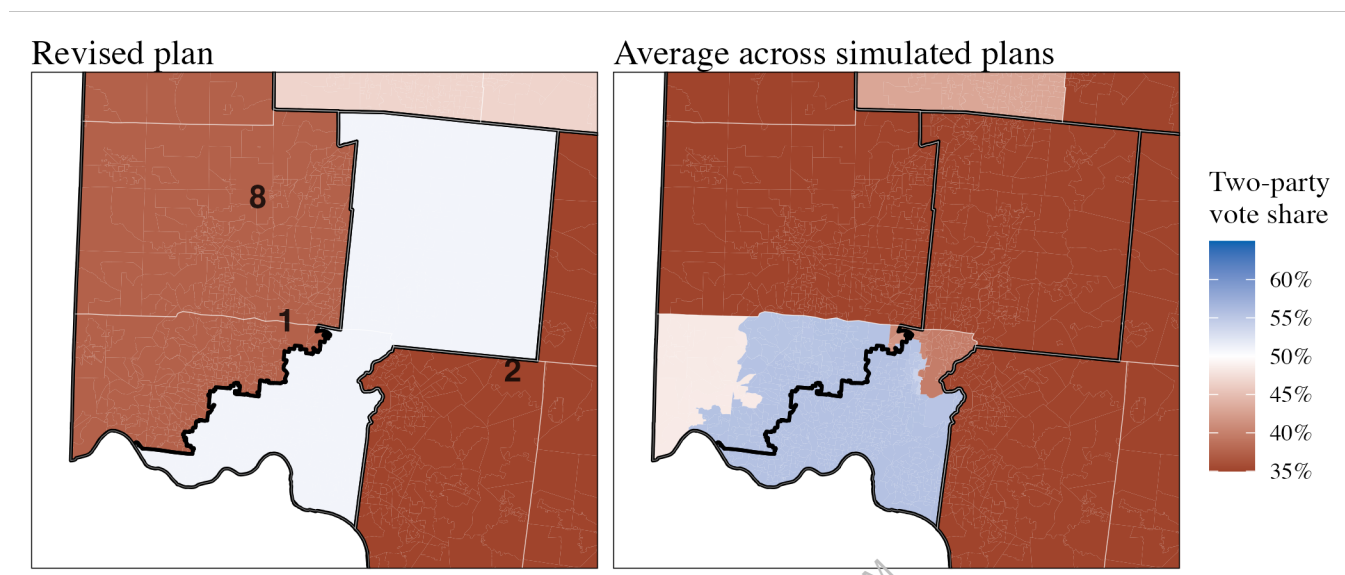 Revised plan
Average across simulated plans
8
1
2
Two-party
vote share
60%
55%
50%
45%
40%
35%